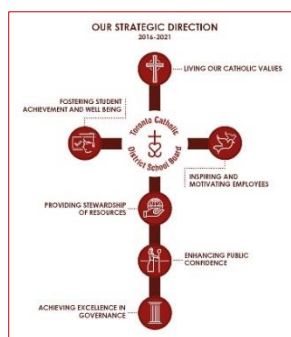 OUR STRATEGIC DIRECTION
2016-2021
LIVING OUR CATHOLIC VALUES
FOSTERING STUDENT
ACHIEVEMENT AND WELL BEING
Toronto Catholic
District School Board
INSPIRING AND
MOTIVATING EMPLOYEES
PROVIDING STEWARDSHIP
OF RESOURCES
ENHANCING PUBLIC
CONFIDENCE
ACHIEVING EXCELLENCE IN
GOVERNANCE